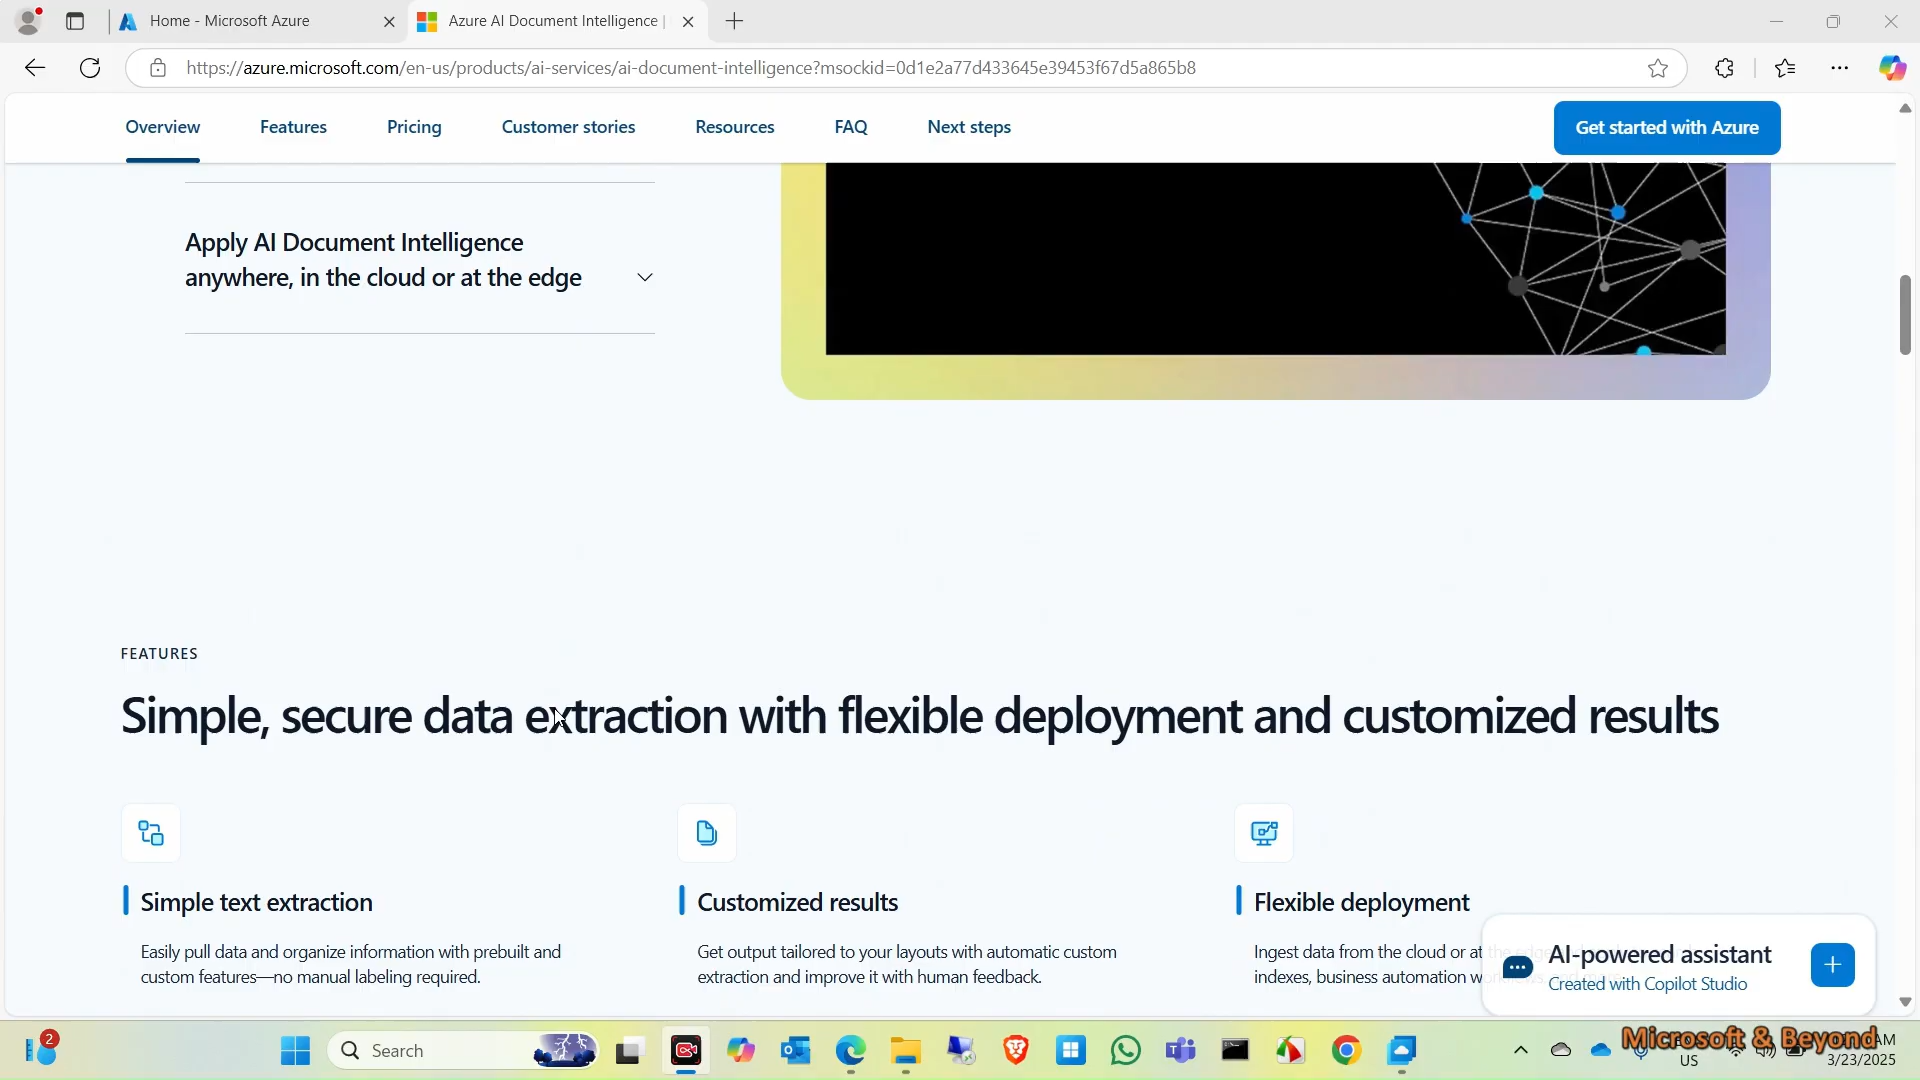 Home - Microsoft Azure
Azure AI Document Intelligence |
https://azure.microsoft.com/en-us/products/ai-services/ai-document-intelligence?msockid=0d1e2a77d433645e39453f67d5a865b8
Overview
Features
Pricing
Customer stories
Resources
FAQ
Next steps
Get started with Azure
Apply AI Document Intelligence
anywhere, in the cloud or at the edge
FEATURES
Simple, secure data extraction with flexible deployment and customized results
Simple text extraction
Easily pull data and organize information with prebuilt and
custom features—no manual labeling required.
Customized results
Get output tailored to your layouts with automatic custom
extraction and improve it with human feedback.
Flexible deployment
Ingest data from the cloud or at
indexes, business automation
AI-powered assistant
Created with Copilot Studio
2
Search
Microsoft & Beyond
US
AM
3/23/2025